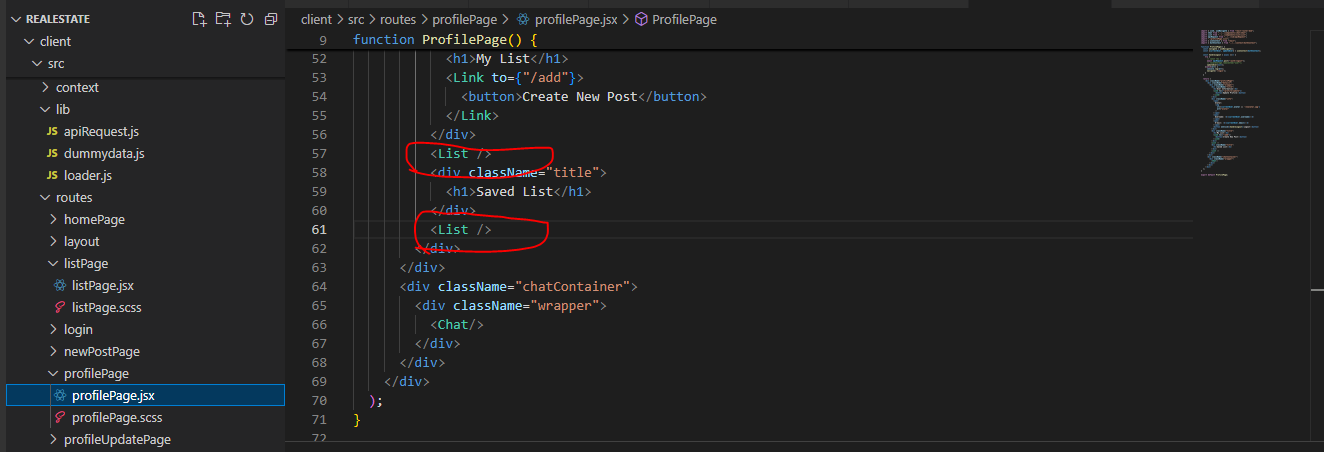 REALESTATE
client
src
context
lib
JS apiRequest.js
JS dummydata.js
JS loader.js
routes
homePage
layout
listPage
listPage.jsx
listPage.scss
login
newPostPage
profilePage
profilePage.jsx
profilePage.scss
profileUpdatePage
client > src > routes > profilePage > profilePage.jsx > ProfilePage
9 function ProfilePage() {
52 <h1>My List</h1>
53 <Link to={"/add"}>
54 <button>Create New Post</button>
55 </Link>
56 </div>
57 <List />
58 <div className="title">
59 <h1>Saved List</h1>
60 </div>
61 <List />
62 </div>
63 </div>
64 <div className="chatContainer">
65 <div className="wrapper">
66 <Chat/>
67 </div>
68 </div>
69 </div>
70 );
71 }
72